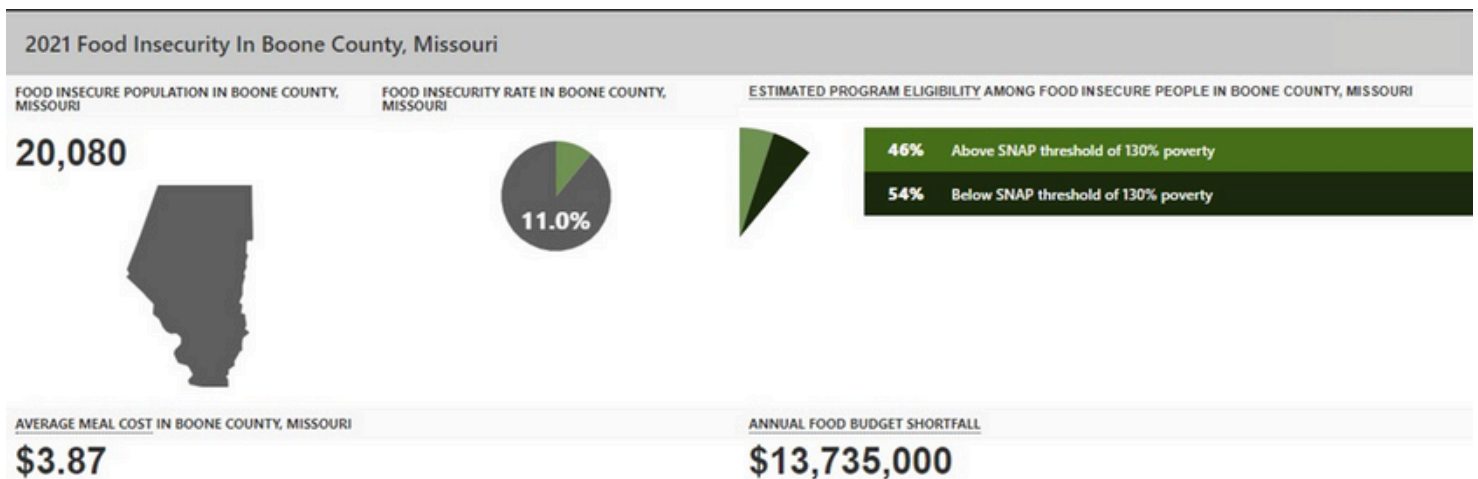 2021 Food Insecurity In Boone County, Missouri
FOOD INSECURE POPULATION IN BOONE COUNTY,
MISSOURI
20,080
FOOD INSECURITY RATE IN BOONE COUNTY,
MISSOURI
11.0%
ESTIMATED PROGRAM ELIGIBILITY AMONG FOOD INSECURE PEOPLE IN BOONE COUNTY, MISSOURI
46% Above SNAP threshold of 130% poverty
54% Below SNAP threshold of 130% poverty
AVERAGE MEAL COST IN BOONE COUNTY, MISSOURI
$3.87
ANNUAL FOOD BUDGET SHORTFALL
$13,735,000